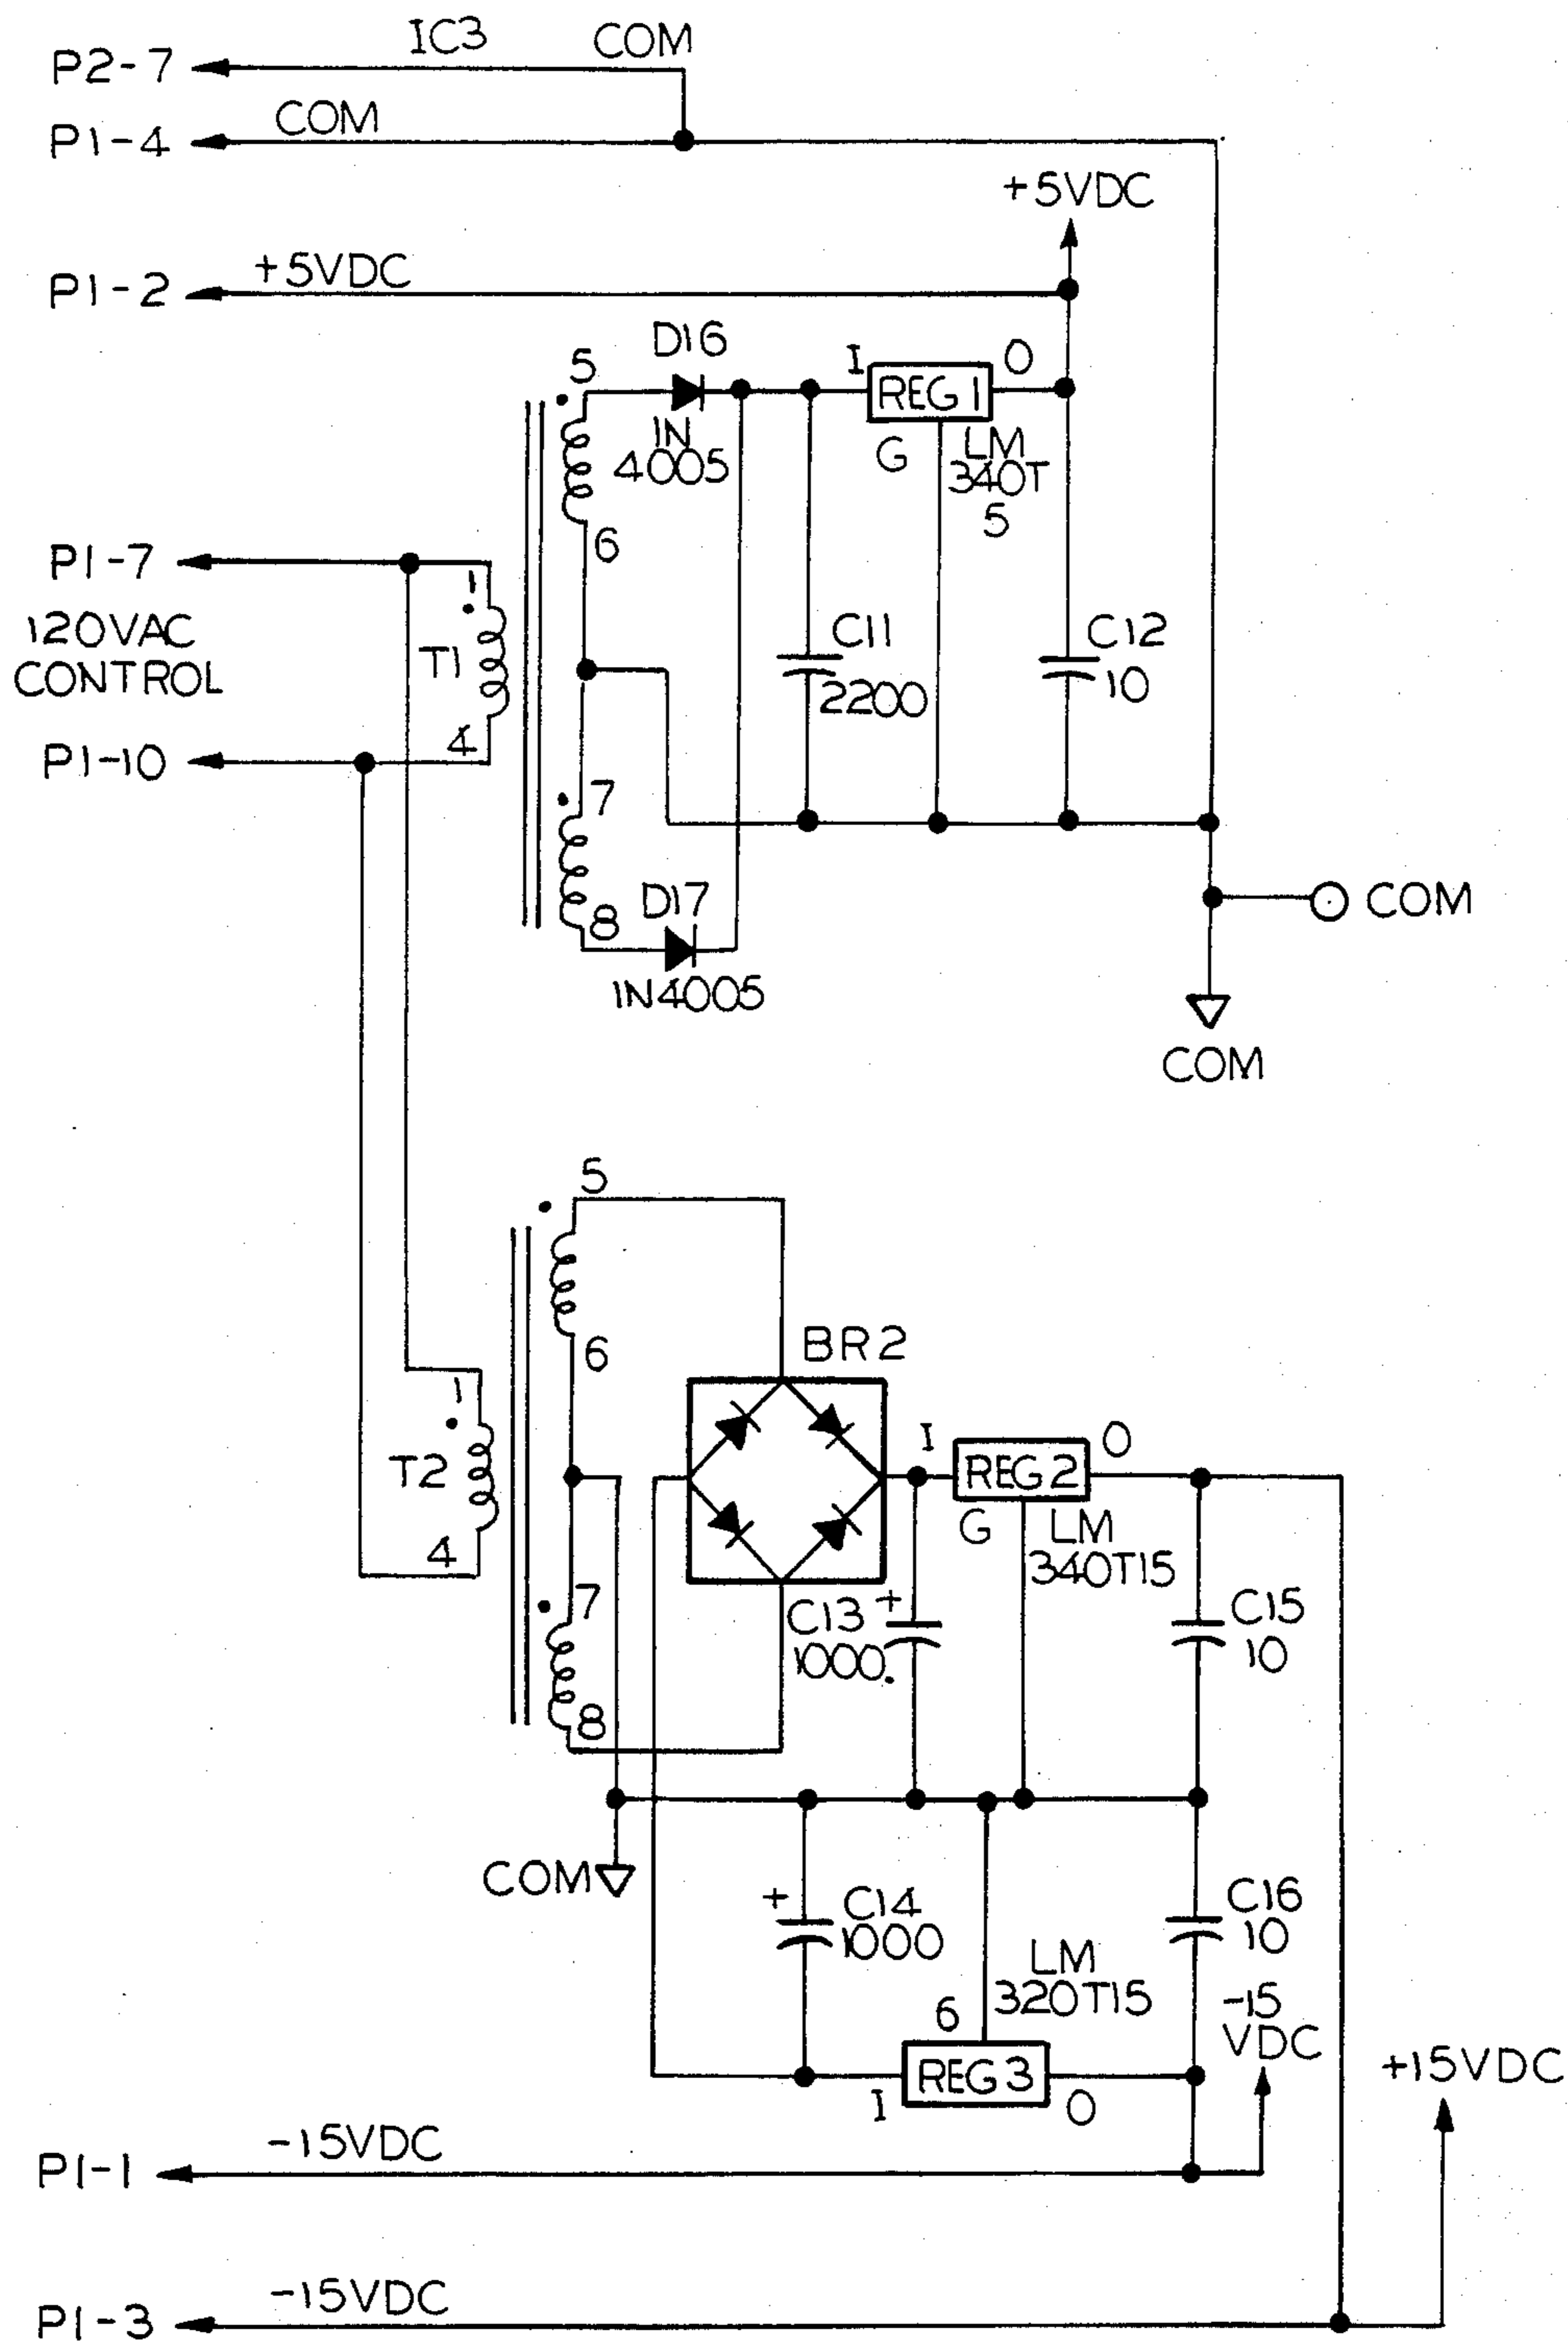 IC3 COM
P2-7
COM
P1-4
+5VDC
+5VDC
P1-2
D16
5
I
O
REG 1
IN
4005
G
LM
340T
5
6
P1-7
1
120VAC
CONTROL
T1
C11
2200
C12
10
4
P1-10
7
8
D17
IN4005
COM
COM
5
6
BR2
1
T2
4
I
O
REG 2
G
LM
340T15
7
C13 +
1000
C15
10
8
COM
+
C14
1000
C16
10
LM
320T15
6
-15
VDC
REG 3
I
O
+15VDC
-15VDC
P1-1
-15VDC
P1-3